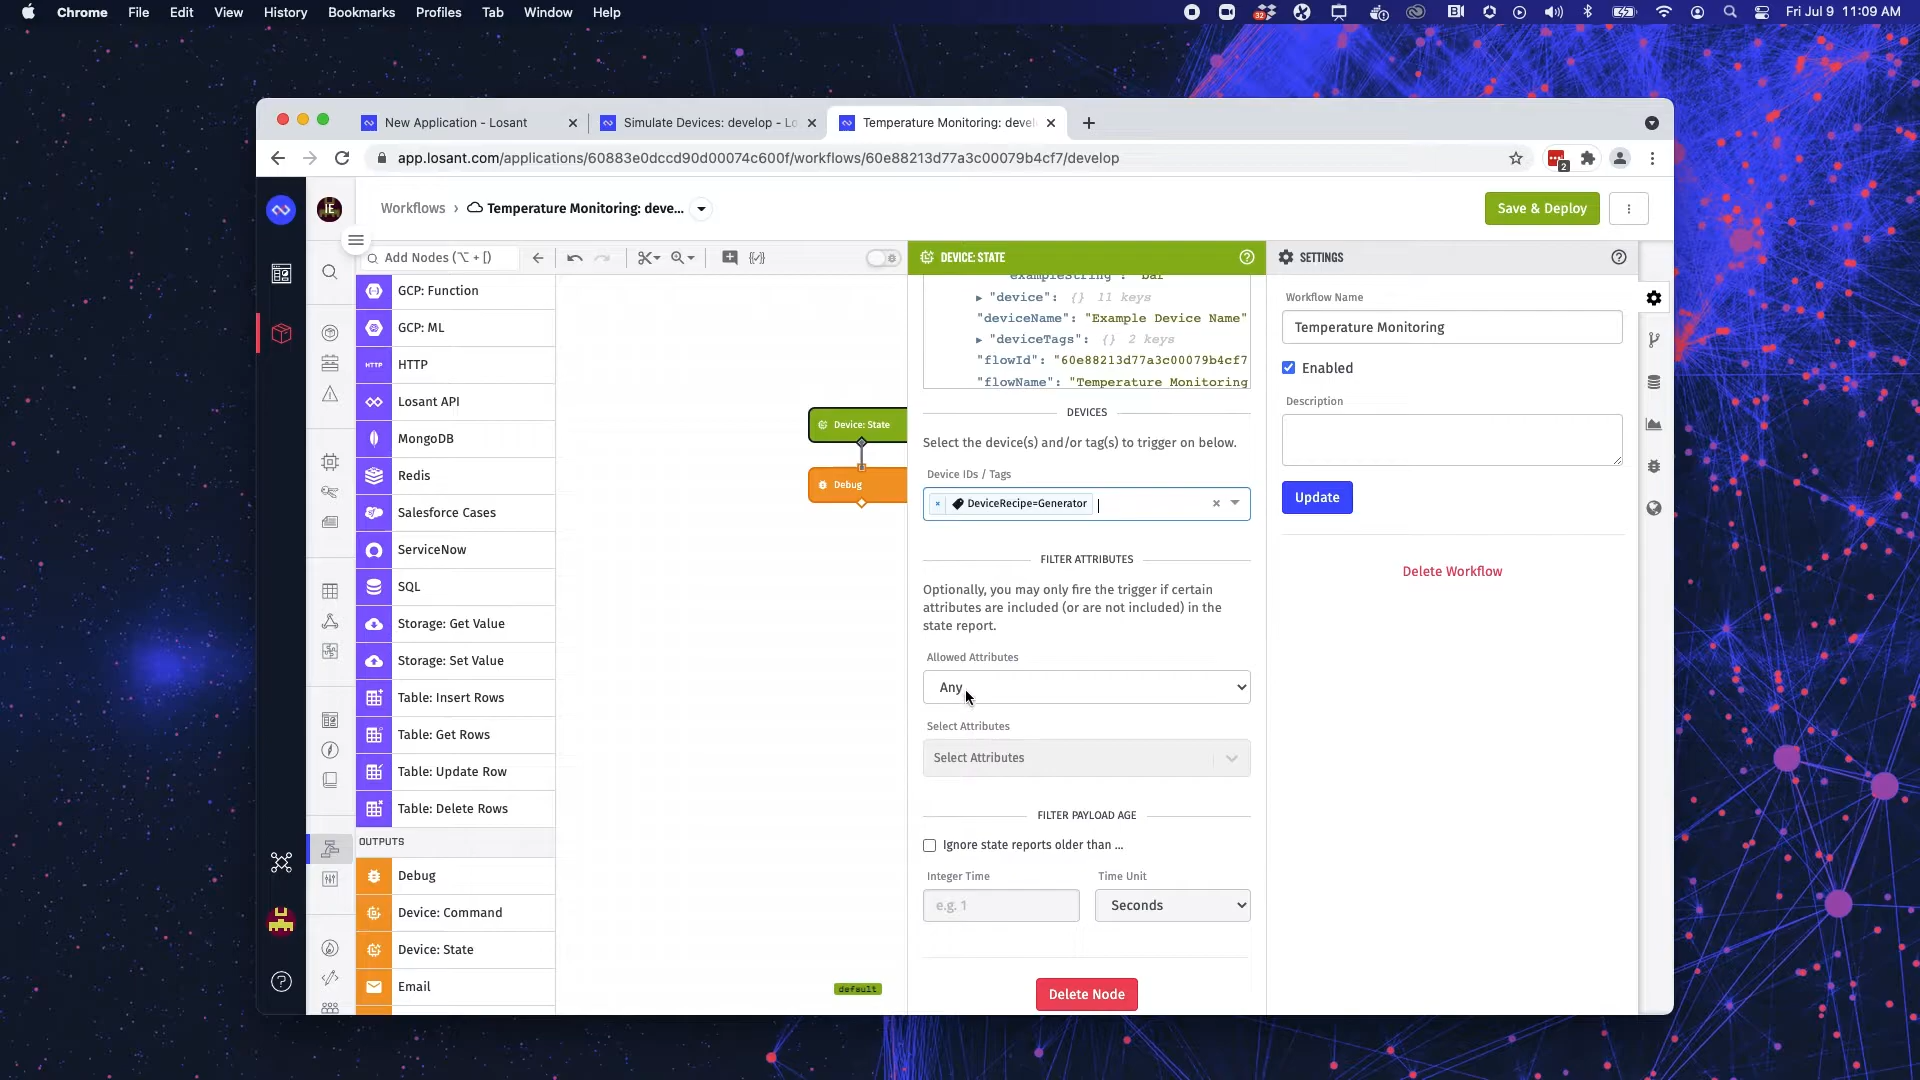 Chrome File Edit View History Bookmarks Profiles Tab Window Help
32
Fri Jul 9 11:09 AM
New Application - Losant
Simulate Devices: develop - Lo
Temperature Monitoring: devel
app.losant.com/applications/60883e0dccd90d00074c600f/workflows/60e88213d77a3c00079b4cf7/develop
2
IE
Workflows › Temperature Monitoring: deve...
Save & Deploy
Add Nodes (⌥ + [)
GCP: Function
GCP: ML
HTTP HTTP
Losant API
MongoDB
Redis
Salesforce Cases
ServiceNow
SQL
Storage: Get Value
Storage: Set Value
Table: Insert Rows
Table: Get Rows
Table: Update Row
Table: Delete Rows
OUTPUTS
Debug
Device: Command
Device: State
Email
Device: State
Debug
default
DEVICE: STATE
"exampleString": "bar"
"device": {} 11 keys
"deviceName": "Example Device Name"
"deviceTags": {} 2 keys
"flowId": "60e88213d77a3c00079b4cf7
"flowName": "Temperature Monitoring
DEVICES
Select the device(s) and/or tag(s) to trigger on below.
Device IDs / Tags
× DeviceRecipe=Generator
FILTER ATTRIBUTES
Optionally, you may only fire the trigger if certain
attributes are included (or are not included) in the
state report.
Allowed Attributes
Any
Select Attributes
Select Attributes
FILTER PAYLOAD AGE
Ignore state reports older than ...
Integer Time
Time Unit
e.g. 1
Seconds
Delete Node
SETTINGS
Workflow Name
Temperature Monitoring
Enabled
Description
Update
Delete Workflow